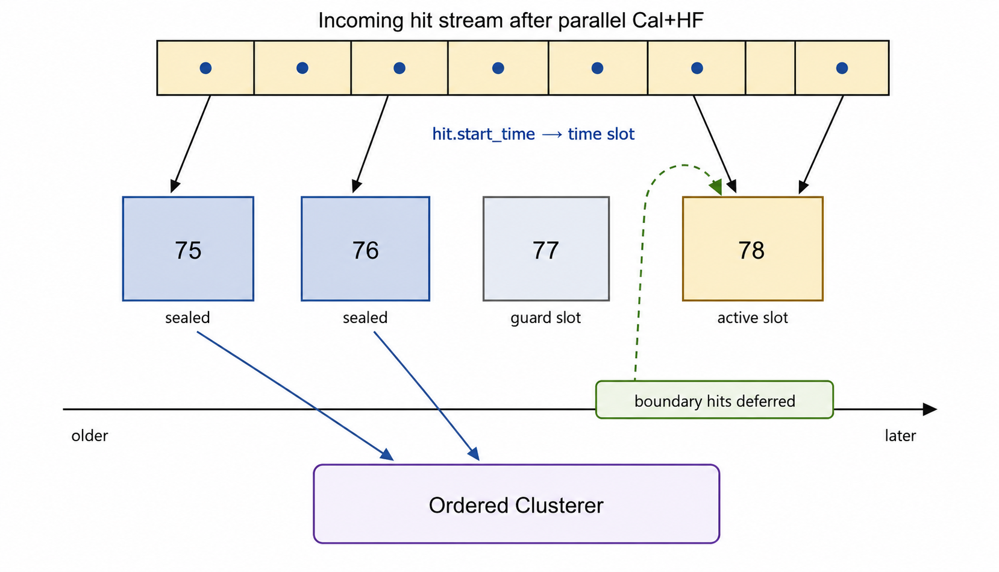 Incoming hit stream after parallel Cal+HF
hit.start_time ⟶ time slot
75
76
77
78
sealed
sealed
guard slot
active slot
boundary hits deferred
older
later
Ordered Clusterer